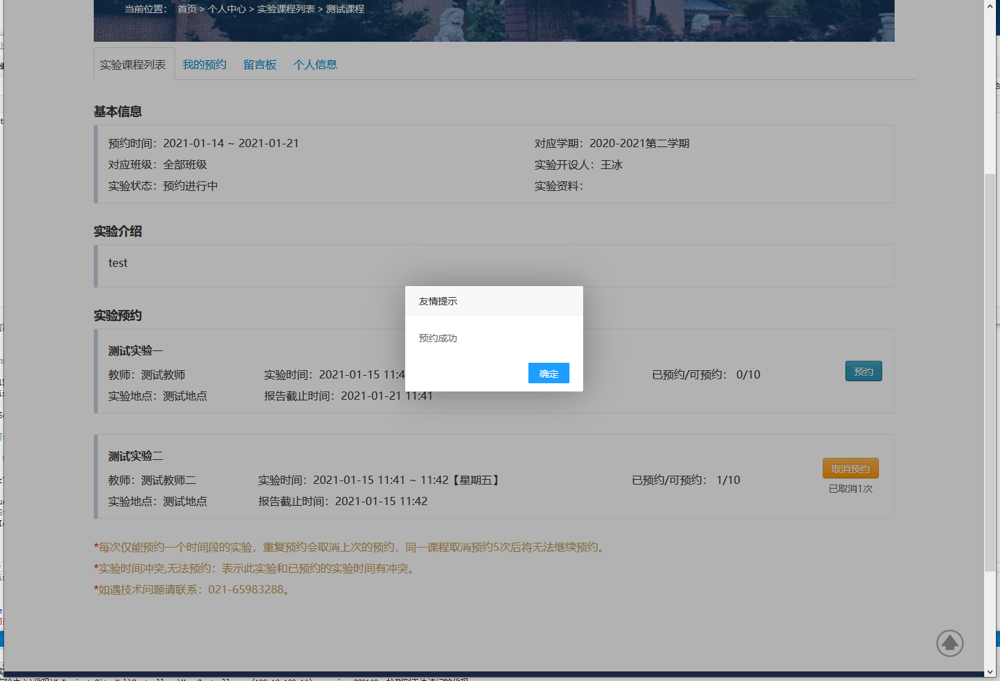 当前位置： 首页 > 个人中心 > 实验课程列表 > 测试课程
实验课程列表 我的预约 留言板 个人信息
基本信息
预约时间：2021-01-14 ~ 2021-01-21 对应学期：2020-2021第二学期
对应班级：全部班级 实验开设人：王冰
实验状态：预约进行中 实验资料：
实验介绍
test
友情提示
预约成功
确定
实验预约
测试实验一
教师：测试教师 实验时间：2021-01-15 11:4 已预约/可预约： 0/10 预约
实验地点：测试地点 报告截止时间：2021-01-21 11:41
测试实验二
教师：测试教师二 实验时间：2021-01-15 11:41 ~ 11:42【星期五】 已预约/可预约： 1/10 取消预约
实验地点：测试地点 报告截止时间：2021-01-15 11:42 已取消1次
*每次仅能预约一个时间段的实验，重复预约会取消上次的预约，同一课程取消预约5次后将无法继续预约。
*实验时间冲突,无法预约：表示此实验和已预约的实验时间有冲突。
*如遇技术问题请联系：021-65983288。